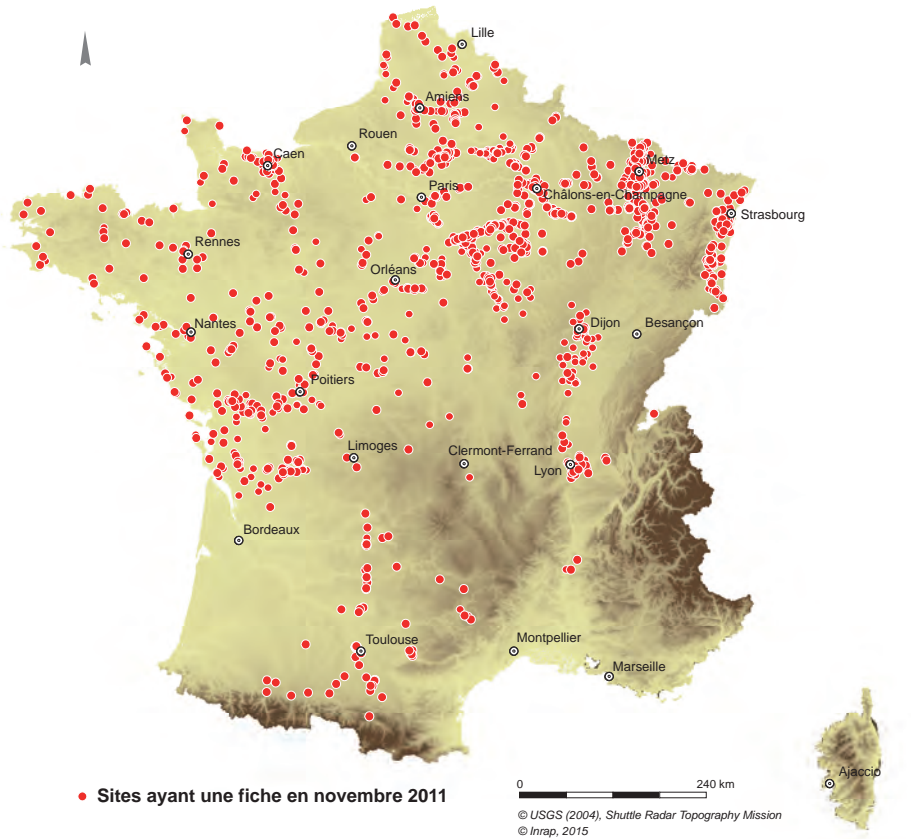 Lille
Amiens
Rouen
Caen
Metz
Paris
Châlons-en-Champagne
Strasbourg
Rennes
Orléans
Nantes
Dijon
Besançon
Poitiers
Limoges
Clermont-Ferrand
Lyon
Bordeaux
Toulouse
Montpellier
Marseille
Ajaccio
Sites ayant une fiche en novembre 2011
0 240 km
© USGS (2004), Shuttle Radar Topography Mission
© Inrap, 2015